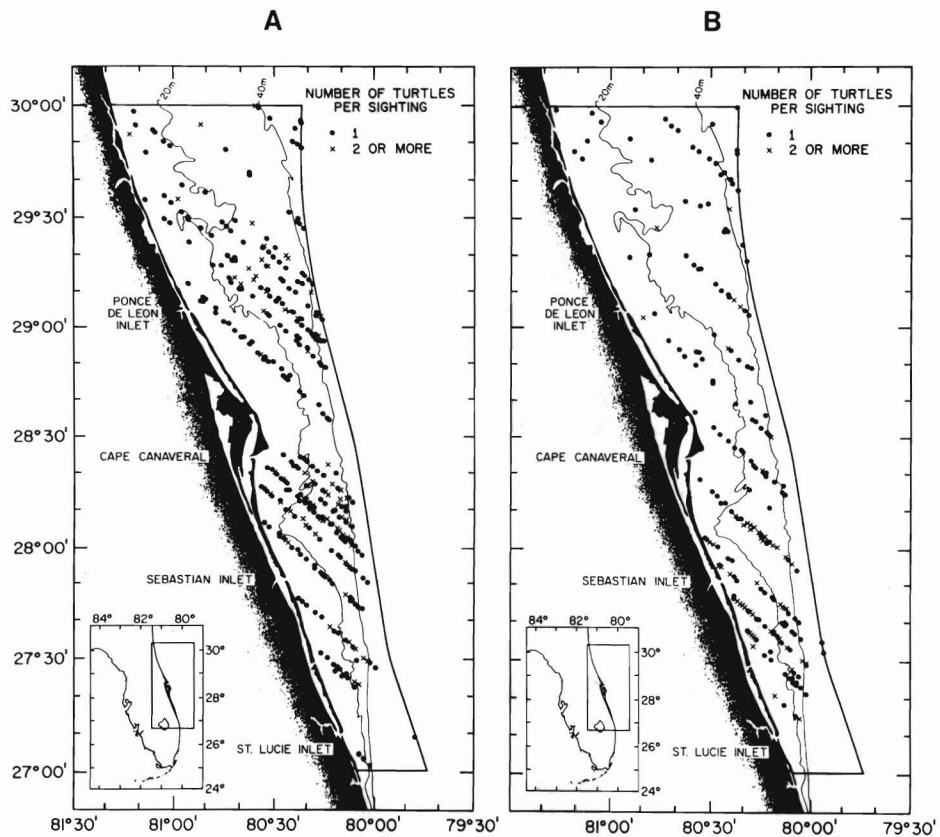 A
20m
40m
NUMBER OF TURTLES
PER SIGHTING
1
2 OR MORE
30°00'
29°30'
29°00'
28°30'
28°00'
27°30'
27°00'
PONCE
DE LEON
INLET
CAPE CANAVERAL
SEBASTIAN INLET
ST. LUCIE INLET
84° 82° 80°
30°
28°
26°
24°
81°30' 81°00' 80°30' 80°00' 79°30'
B
20m
40m
NUMBER OF TURTLES
PER SIGHTING
1
2 OR MORE
PONCE
DE LEON
INLET
CAPE CANAVERAL
SEBASTIAN INLET
ST. LUCIE INLET
84° 82° 80°
30°
28°
26°
24°
81°00' 80°30' 80°00' 79°30'